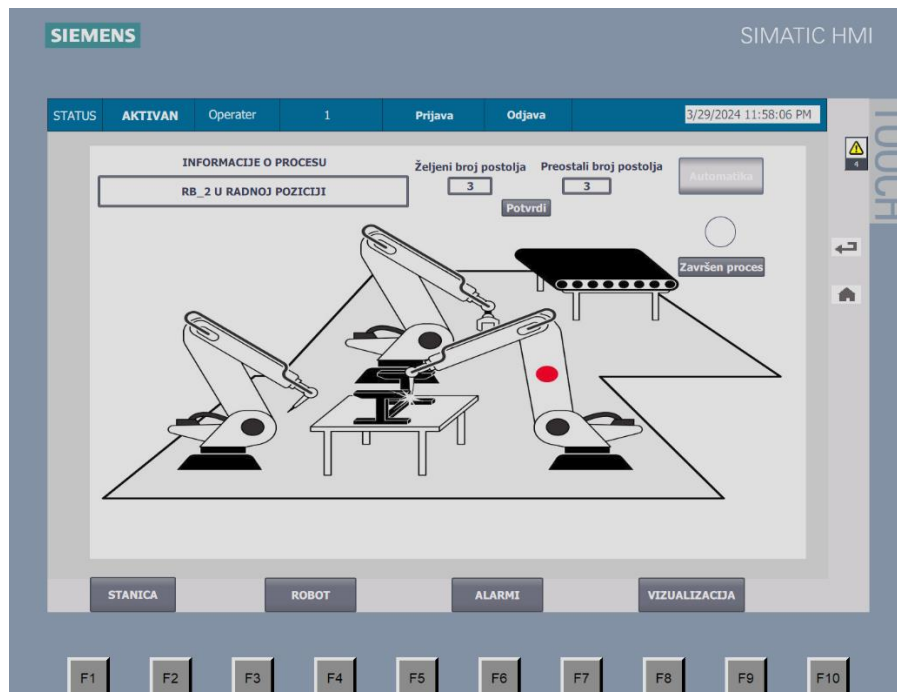 SIEMENS
SIMATIC HMI
TOUCH
STATUS AKTIVAN Operater 1 Prijava Odjava 3/29/2024 11:58:06 PM
INFORMACIJE O PROCESU
RB_2 U RADNOJ POZICIJI
Željeni broj postolja
3
Preostali broj postolja
3
Potvrdi
Automatika
4
Završen proces
STANICA ROBOT ALARMI VIZUALIZACIJA
F1 F2 F3 F4 F5 F6 F7 F8 F9 F10